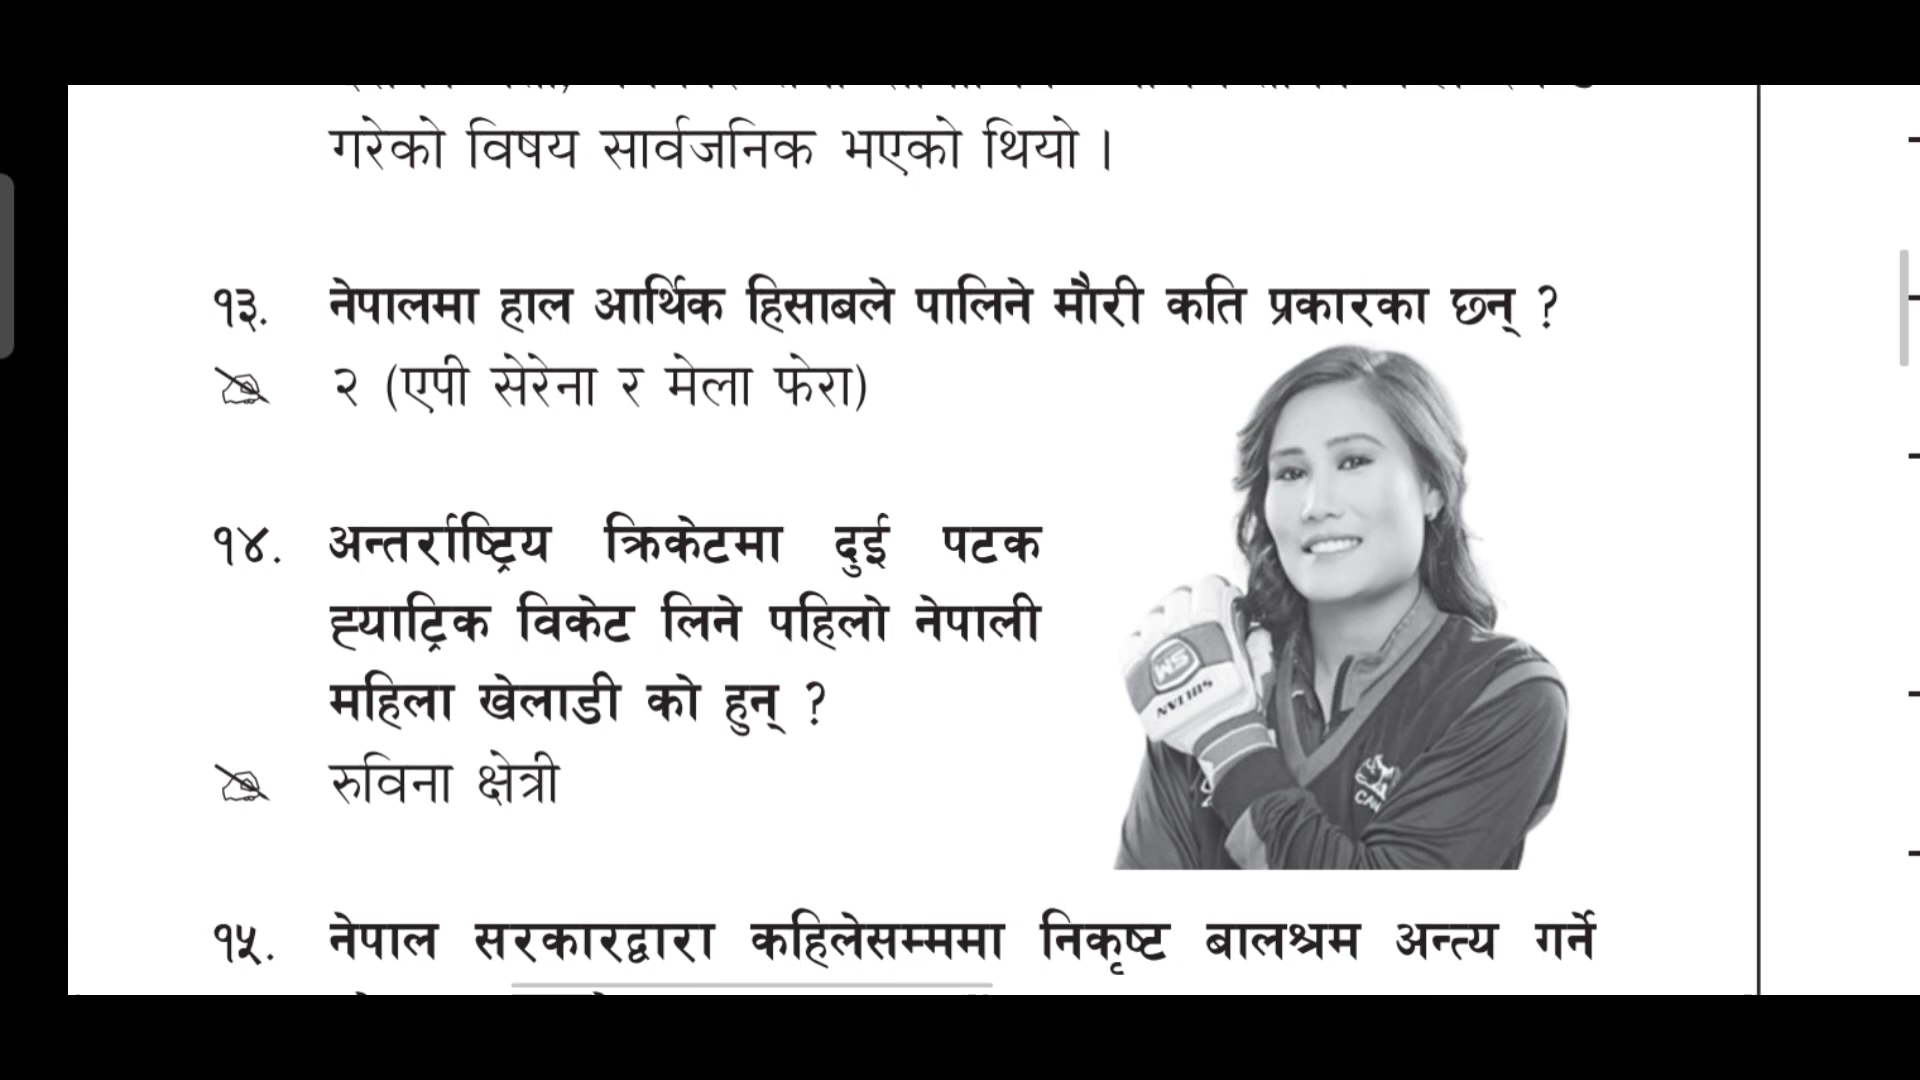 गरेको विषय सार्वजनिक भएको थियो ।
१३. नेपालमा हाल आर्थिक हिसाबले पालिने मौरी कति प्रकारका छन् ?
२ (एपी सेरेना र मेला फेरा)
१४. अन्तर्राष्ट्रिय क्रिकेटमा दुई पटक
ह्याट्रिक विकेट लिने पहिलो नेपाली
महिला खेलाडी को हुन् ?
रुविना क्षेत्री
SM
१५. नेपाल सरकारद्वारा कहिलेसम्ममा निकृष्ट बालश्रम अन्त्य गर्ने